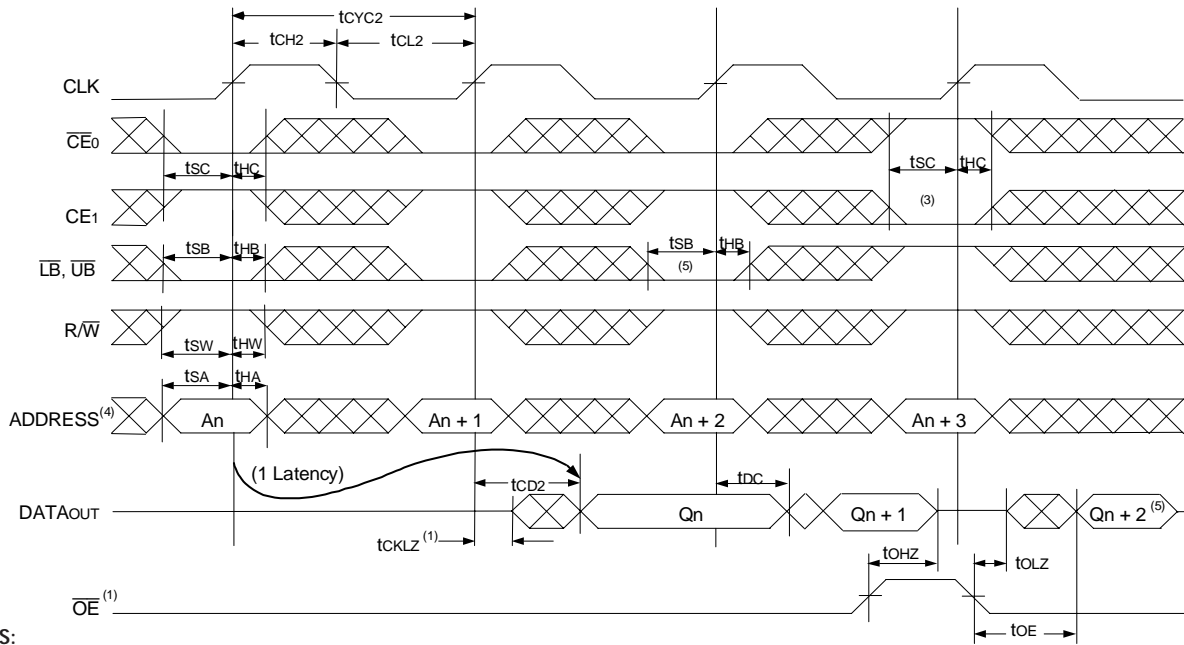 tCYC2
tCH2 tCL2
CLK
CE0
tSC tHC tSC tHC
(3)
CE1
tSB tHB tSB tHB
LB, UB
(5)
R/W
tSW tHW
tSA tHA
ADDRESS(4) An An + 1 An + 2 An + 3
(1 Latency)
tCD2 tDC
DATAOUT Qn Qn + 1 Qn + 2 (5)
tCKLZ (1)
tOHZ tOLZ
OE (1)
tOE
S: